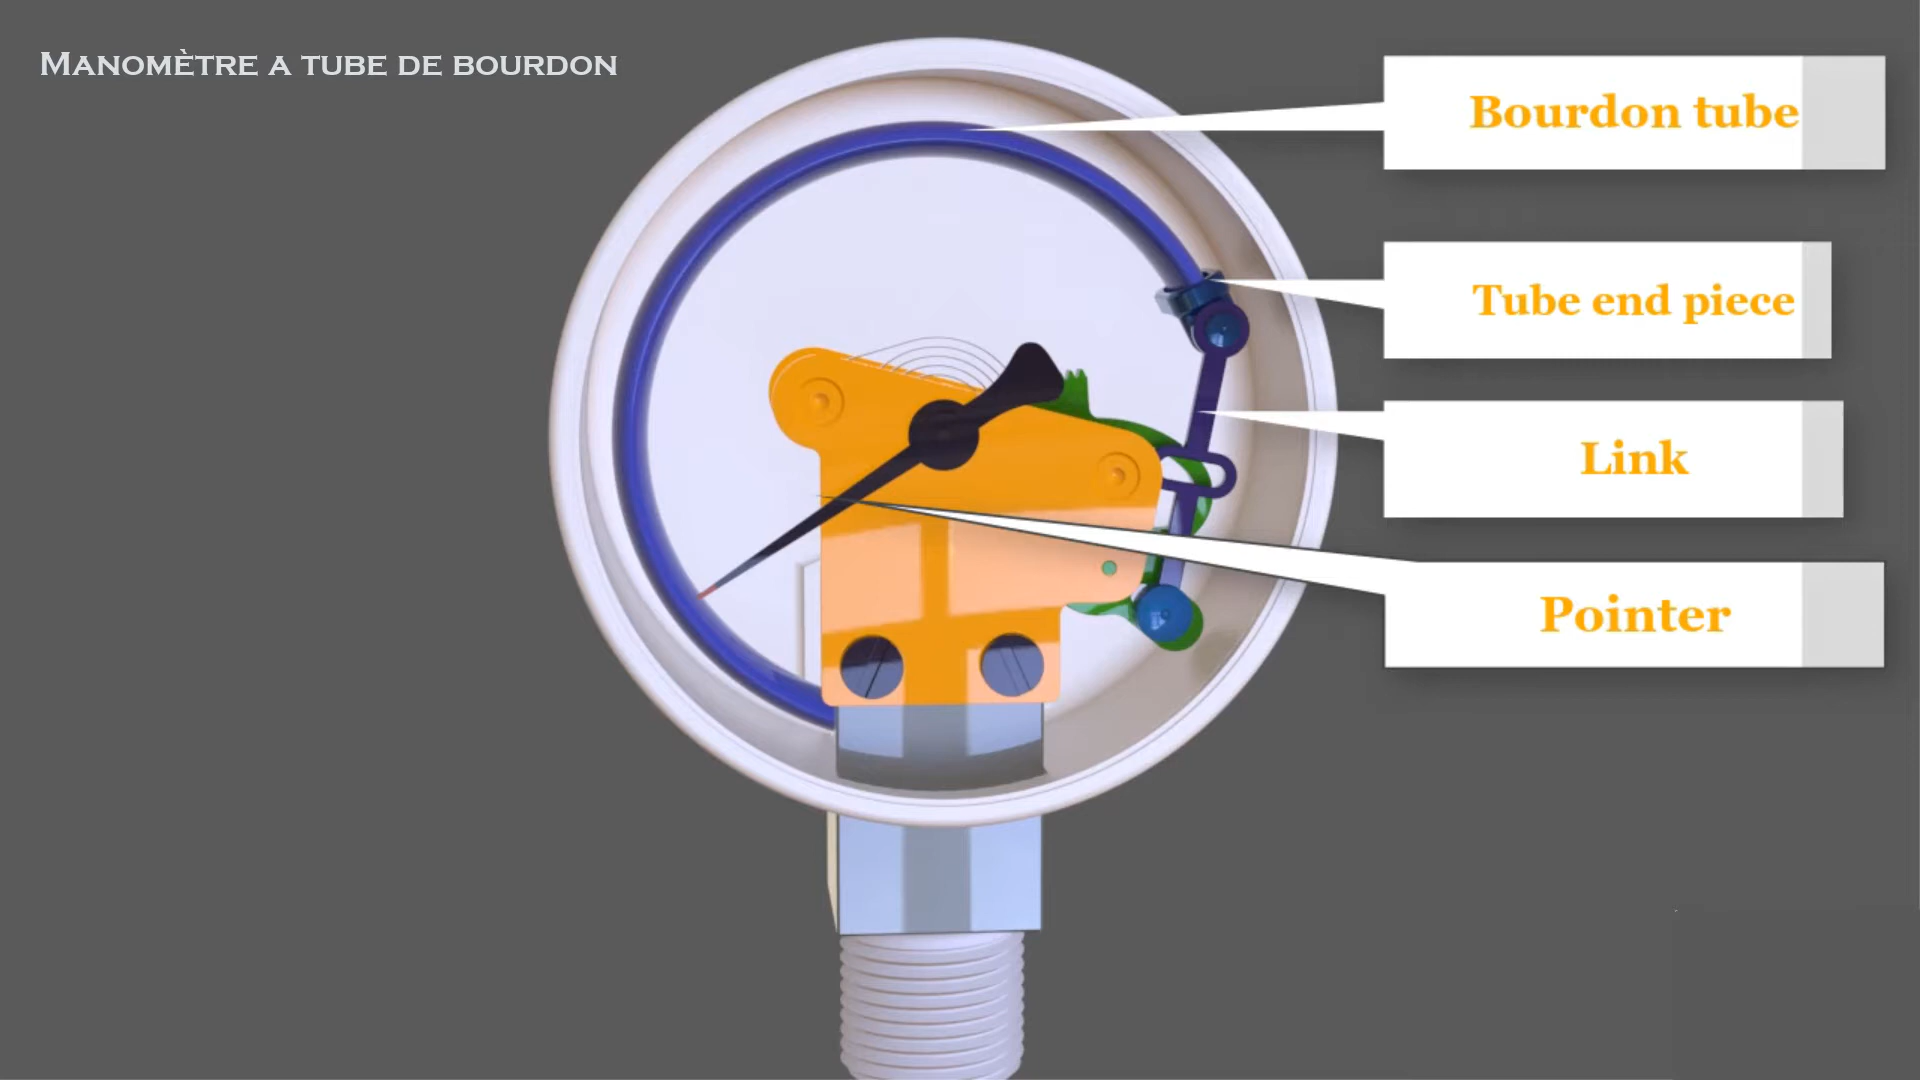 Manomètre a tube de bourdon
Bourdon tube
Tube end piece
Link
Pointer